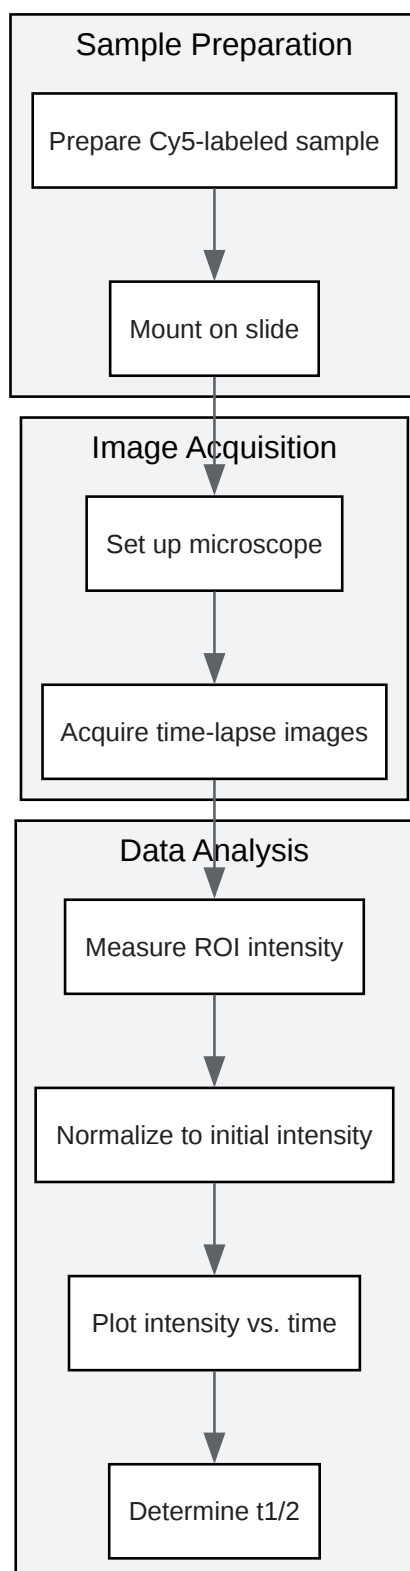 Sample Preparation
Prepare Cy5-labeled sample
Mount on slide
Image Acquisition
Set up microscope
Acquire time-lapse images
Data Analysis
Measure ROI intensity
Normalize to initial intensity
Plot intensity vs. time
Determine t1/2